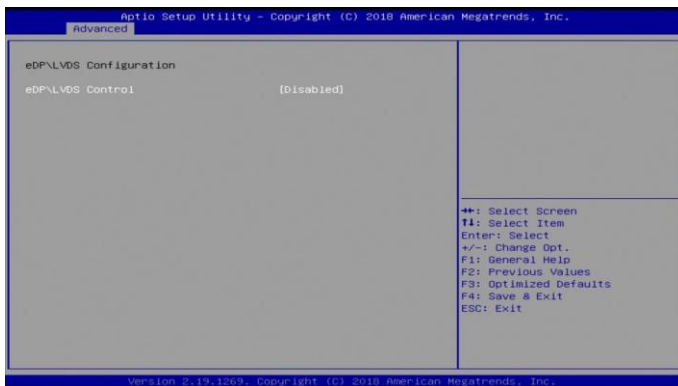 Aptio Setup Utility – Copyright (C) 2018 American Megatrends, Inc.
Advanced
eDP\LVDS Configuration
eDP\LVDS Control [Disabled]
→←: Select Screen
↑↓: Select Item
Enter: Select
+/-: Change Opt.
F1: General Help
F2: Previous Values
F3: Optimized Defaults
F4: Save & Exit
ESC: Exit
Version 2.19.1269. Copyright (C) 2018 American Megatrends, Inc.